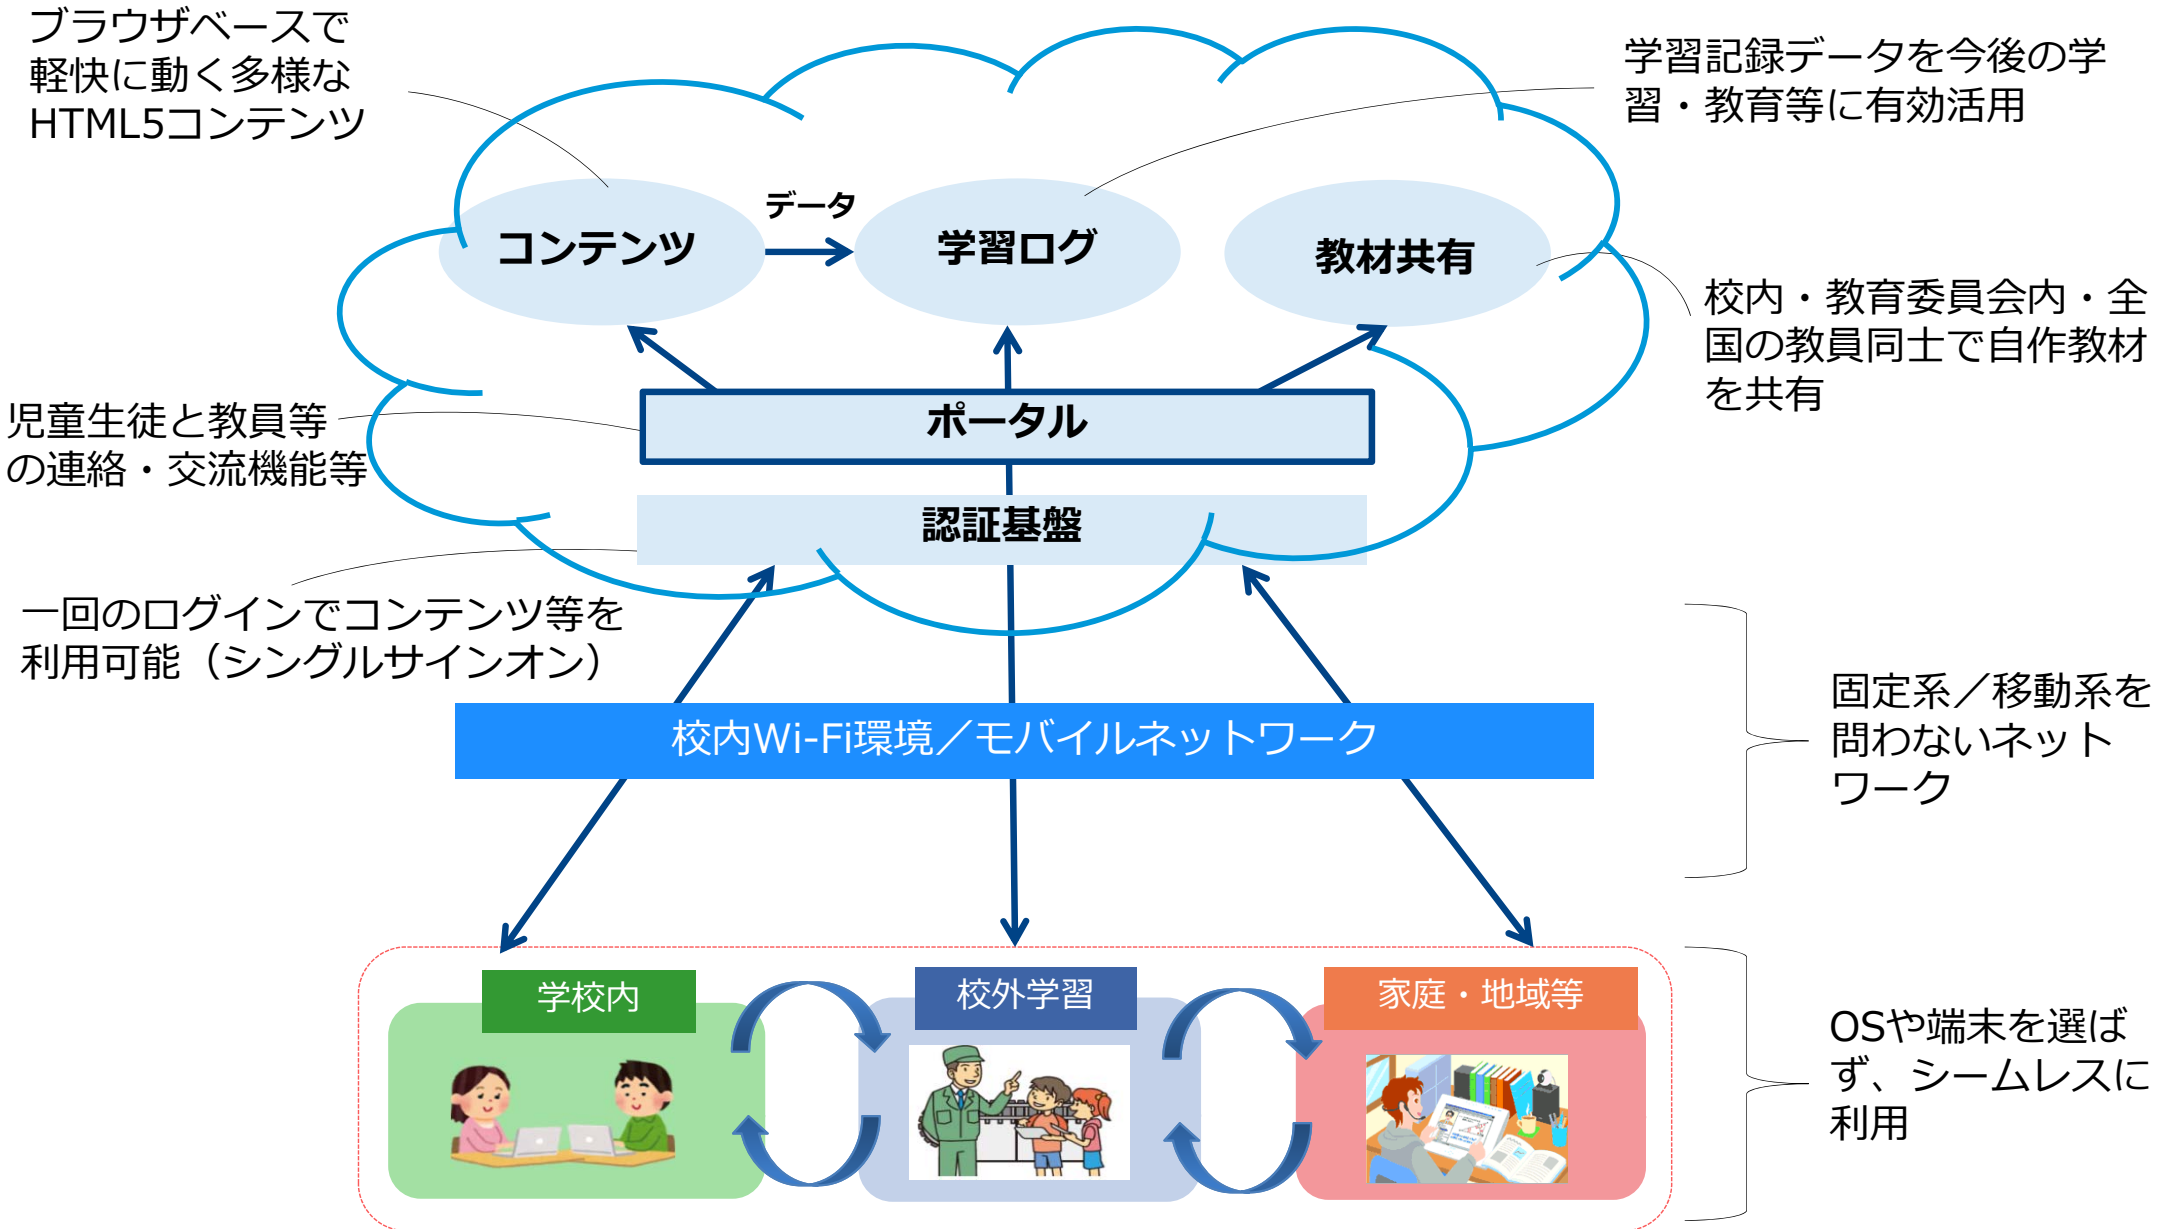 ブラウザベースで
軽快に動く多様な
HTML5コンテンツ
学習記録データを今後の学
習・教育等に有効活用
コンテンツ
データ
学習ログ
教材共有
校内・教育委員会内・全
国の教員同士で自作教材
を共有
児童生徒と教員等
の連絡・交流機能等
ポータル
認証基盤
一回のログインでコンテンツ等を
利用可能（シングルサインオン）
校内Wi-Fi環境／モバイルネットワーク
固定系／移動系を
問わないネット
ワーク
学校内
校外学習
家庭・地域等
OSや端末を選ば
ず、シームレスに
利用